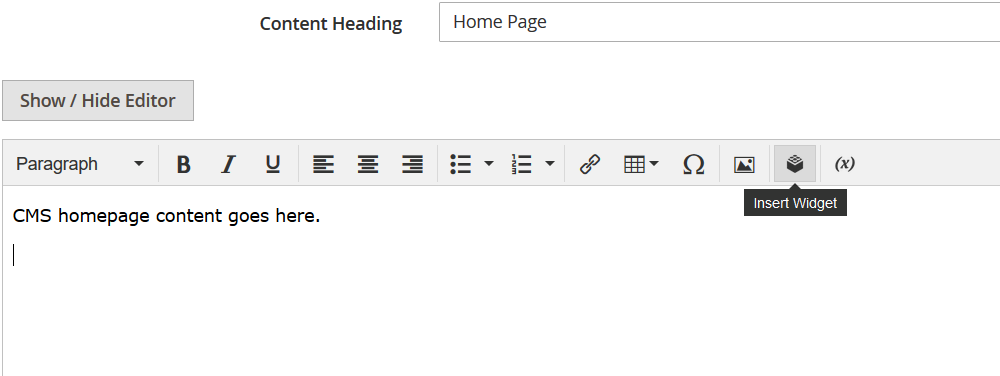 Content Heading
Home Page
Show / Hide Editor
Paragraph B I U Ω (x)
Insert Widget
CMS homepage content goes here.